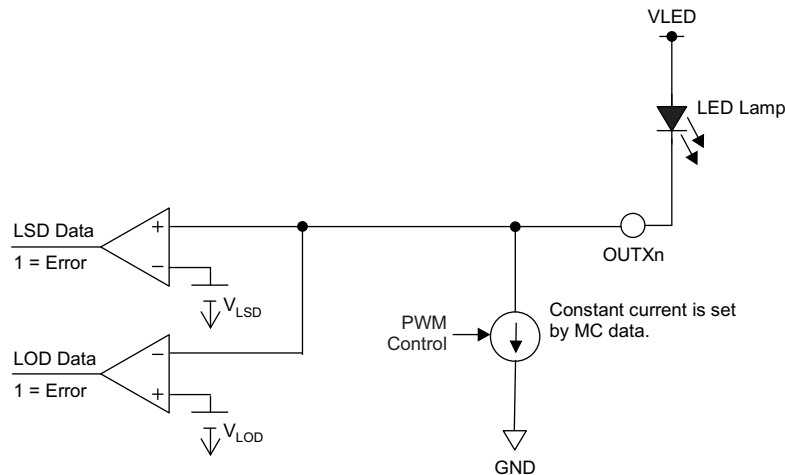 VLED
LED Lamp
LSD Data
+
1 = Error
−
OUTXn
VLSD
Constant current is set
by MC data.
PWM
Control
LOD Data
−
1 = Error
+
VLOD
GND